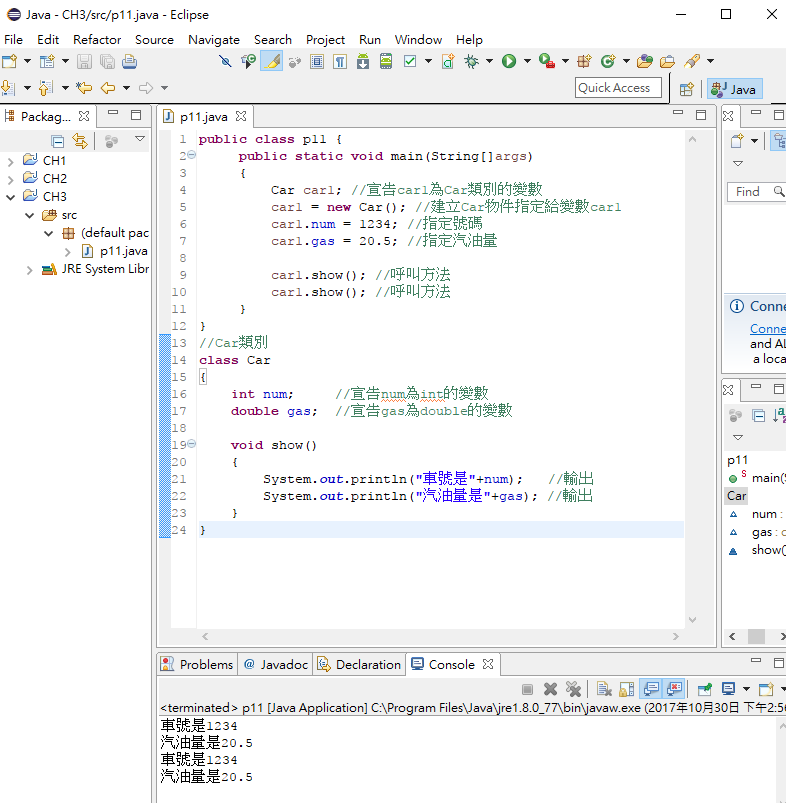 Java - CH3/src/p11.java - Eclipse
File Edit Refactor Source Navigate Search Project Run Window Help
Quick Access
Java
Packag...
CH1
CH2
CH3
src
(default pac
p11.java
JRE System Libr
p11.java
1 public class p11 {
2 public static void main(String[]args)
3 {
4 Car car1; //宣告car1為Car類別的變數
5 car1 = new Car(); //建立Car物件指定給變數car1
6 car1.num = 1234; //指定號碼
7 car1.gas = 20.5; //指定汽油量
8
9 car1.show(); //呼叫方法
10 car1.show(); //呼叫方法
11 }
12 }
13 //Car類別
14 class Car
15 {
16 int num; //宣告num為int的變數
17 double gas; //宣告gas為double的變數
18
19 void show()
20 {
21 System.out.println("車號是"+num); //輸出
22 System.out.println("汽油量是"+gas); //輸出
23 }
24 }
Find
Conne
Conne
and AL
a loca
p11
main(S
Car
num :
gas : d
show()
Problems @ Javadoc Declaration Console
<terminated> p11 [Java Application] C:\Program Files\Java\jre1.8.0_77\bin\javaw.exe (2017年10月30日 下午2:56
車號是1234
汽油量是20.5
車號是1234
汽油量是20.5